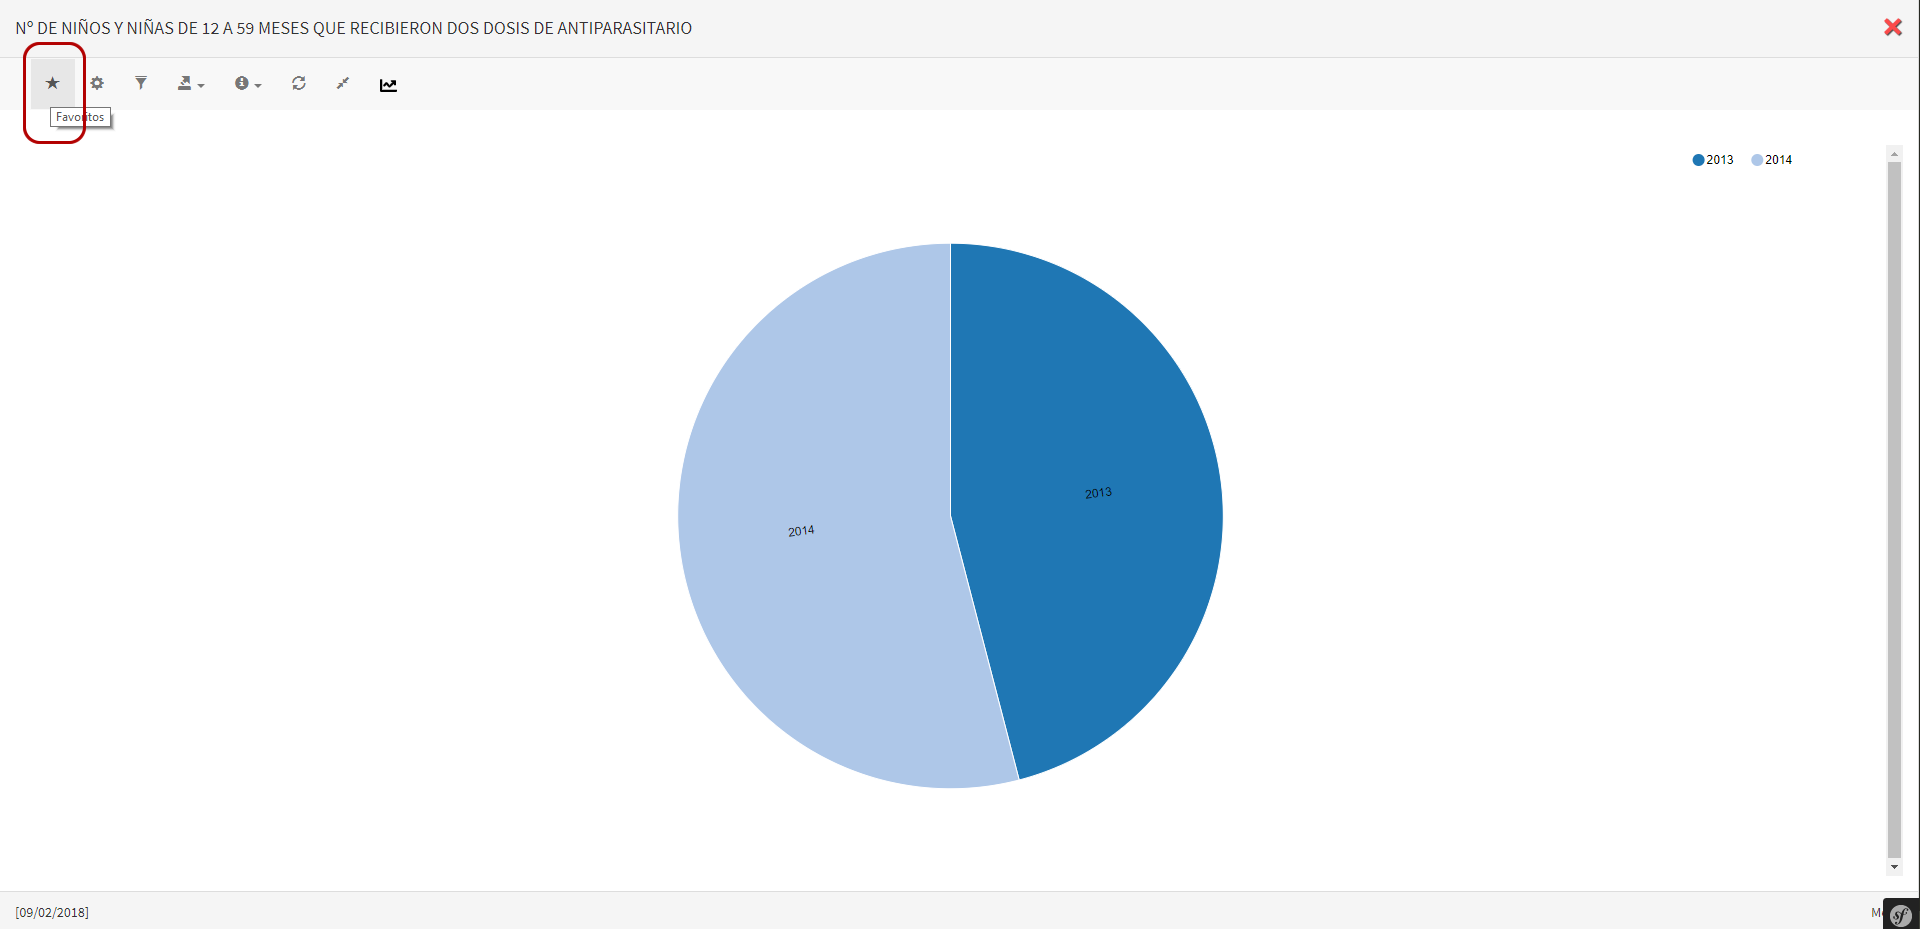 Nº DE NIÑOS Y NIÑAS DE 12 A 59 MESES QUE RECIBIERON DOS DOSIS DE ANTIPARASITARIO
Favoritos
2013 2014
2013
2014
[09/02/2018]